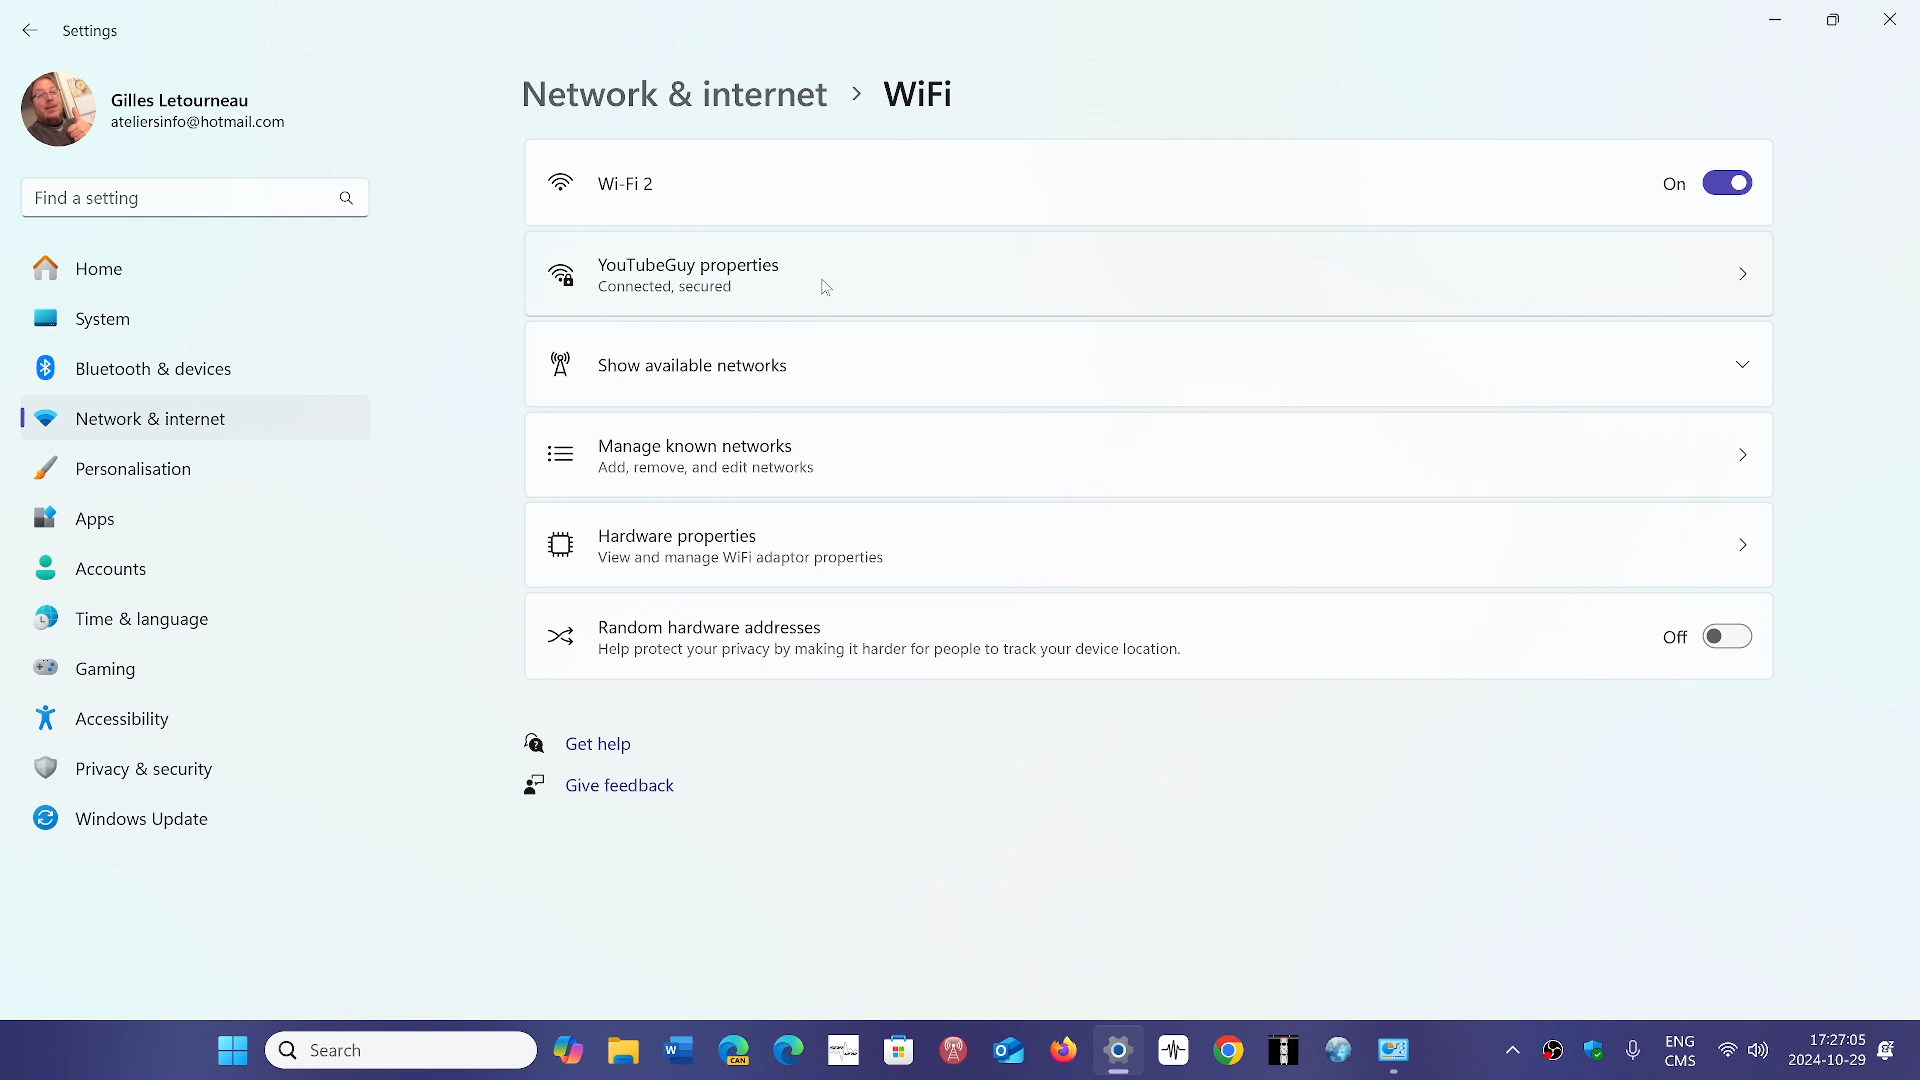 Settings
Gilles Letourneau
ateliersinfo@hotmail.com
Find a setting
Home
System
Bluetooth & devices
Network & internet
Personalisation
Apps
Accounts
Time & language
Gaming
Accessibility
Privacy & security
Windows Update
Network & internet > WiFi
Wi-Fi 2
On
YouTubeGuy properties
Connected, secured
Show available networks
Manage known networks
Add, remove, and edit networks
Hardware properties
View and manage WiFi adaptor properties
Random hardware addresses
Help protect your privacy by making it harder for people to track your device location.
Off
Get help
Give feedback
Search
W
CAN
ENG
CMS
17:27:05
2024-10-29